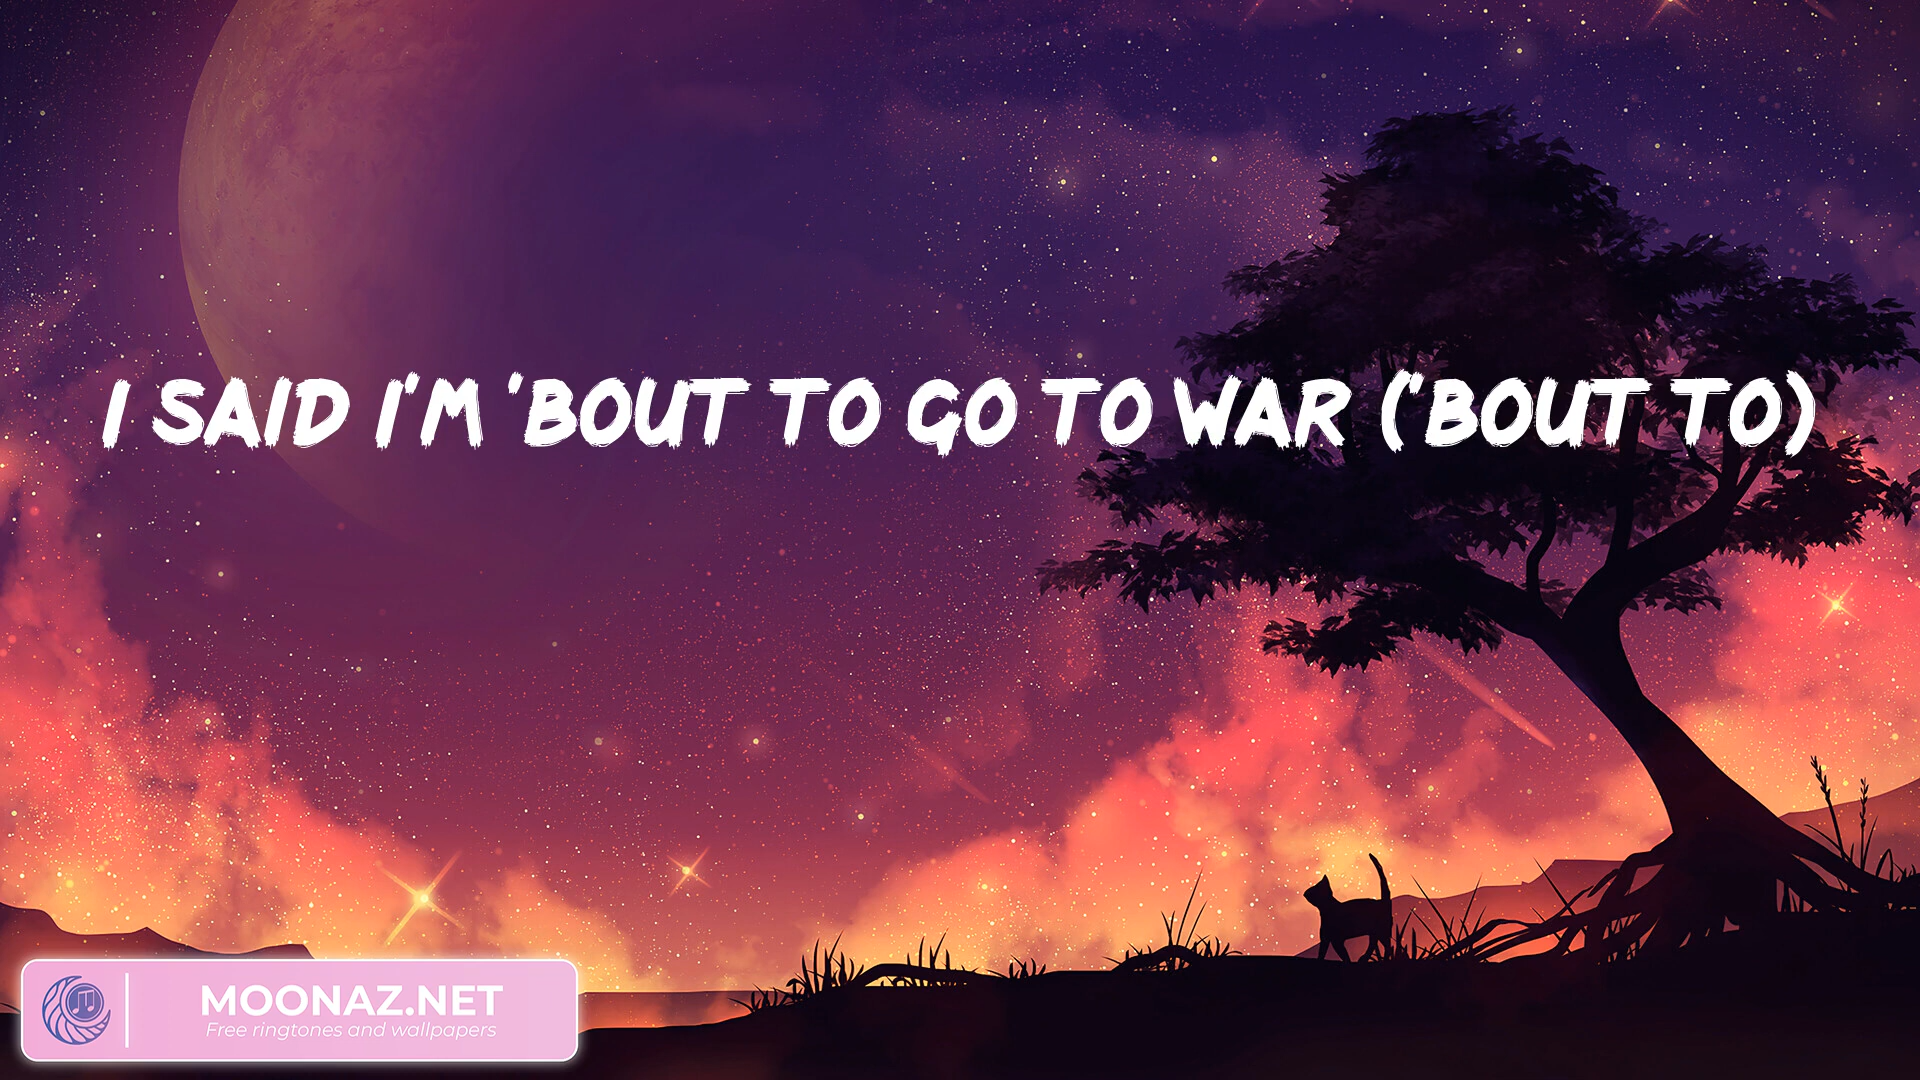 I SAID I'M 'BOUT TO GO TO WAR ('BOUT TO)
MOONAZ.NET
Free ringtones and wallpapers